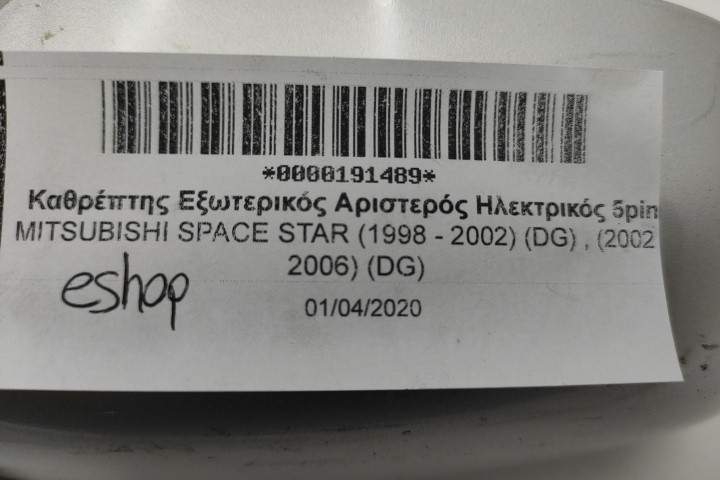 *0000191489*
Καθρέπτης Εξωτερικός Αριστερός Ηλεκτρικός 5pin
MITSUBISHI SPACE STAR (1998 - 2002) (DG) , (2002
2006) (DG)
eshop
01/04/2020